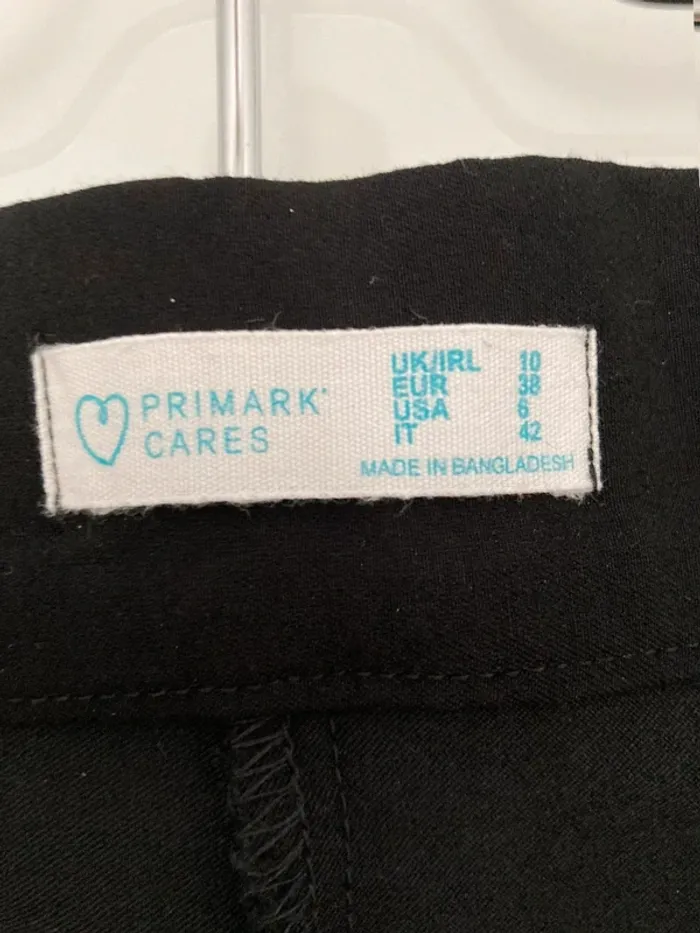 PRIMARK
CARES
UK/IRL 10
EUR 38
USA 6
IT 42
MADE IN BANGLADESH